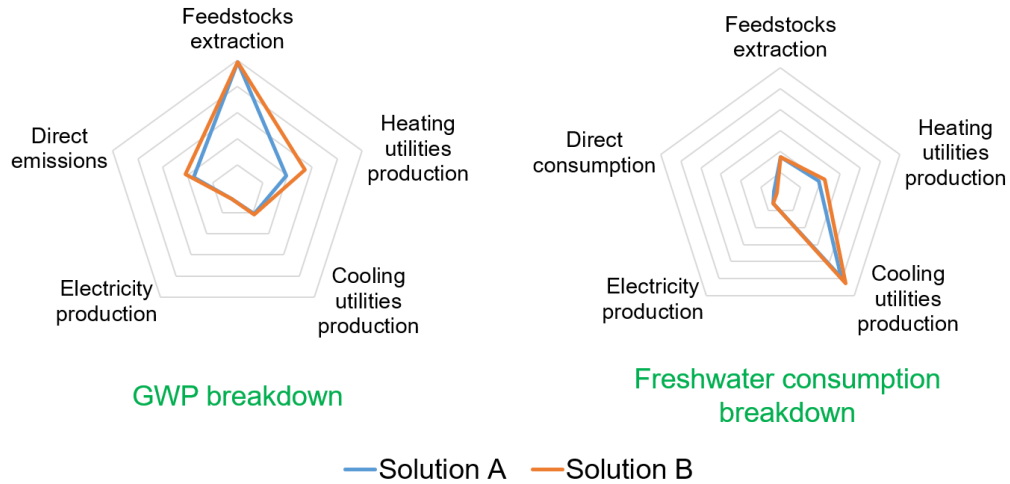 Feedstocks
extraction
Heating
utilities
production
Cooling
utilities
production
Electricity
production
Direct
emissions
GWP breakdown
Feedstocks
extraction
Heating
utilities
production
Cooling
utilities
production
Electricity
production
Direct
consumption
Freshwater consumption
breakdown
Solution A
Solution B